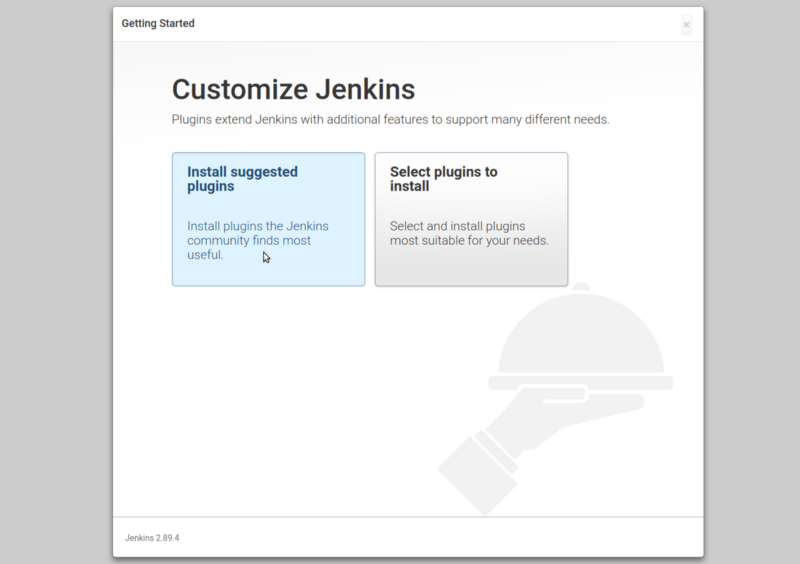 Getting Started
×
Customize Jenkins
Plugins extend Jenkins with additional features to support many different needs.
Install suggested
plugins
Install plugins the Jenkins
community finds most
useful.
Select plugins to
install
Select and install plugins
most suitable for your needs.
Jenkins 2.89.4